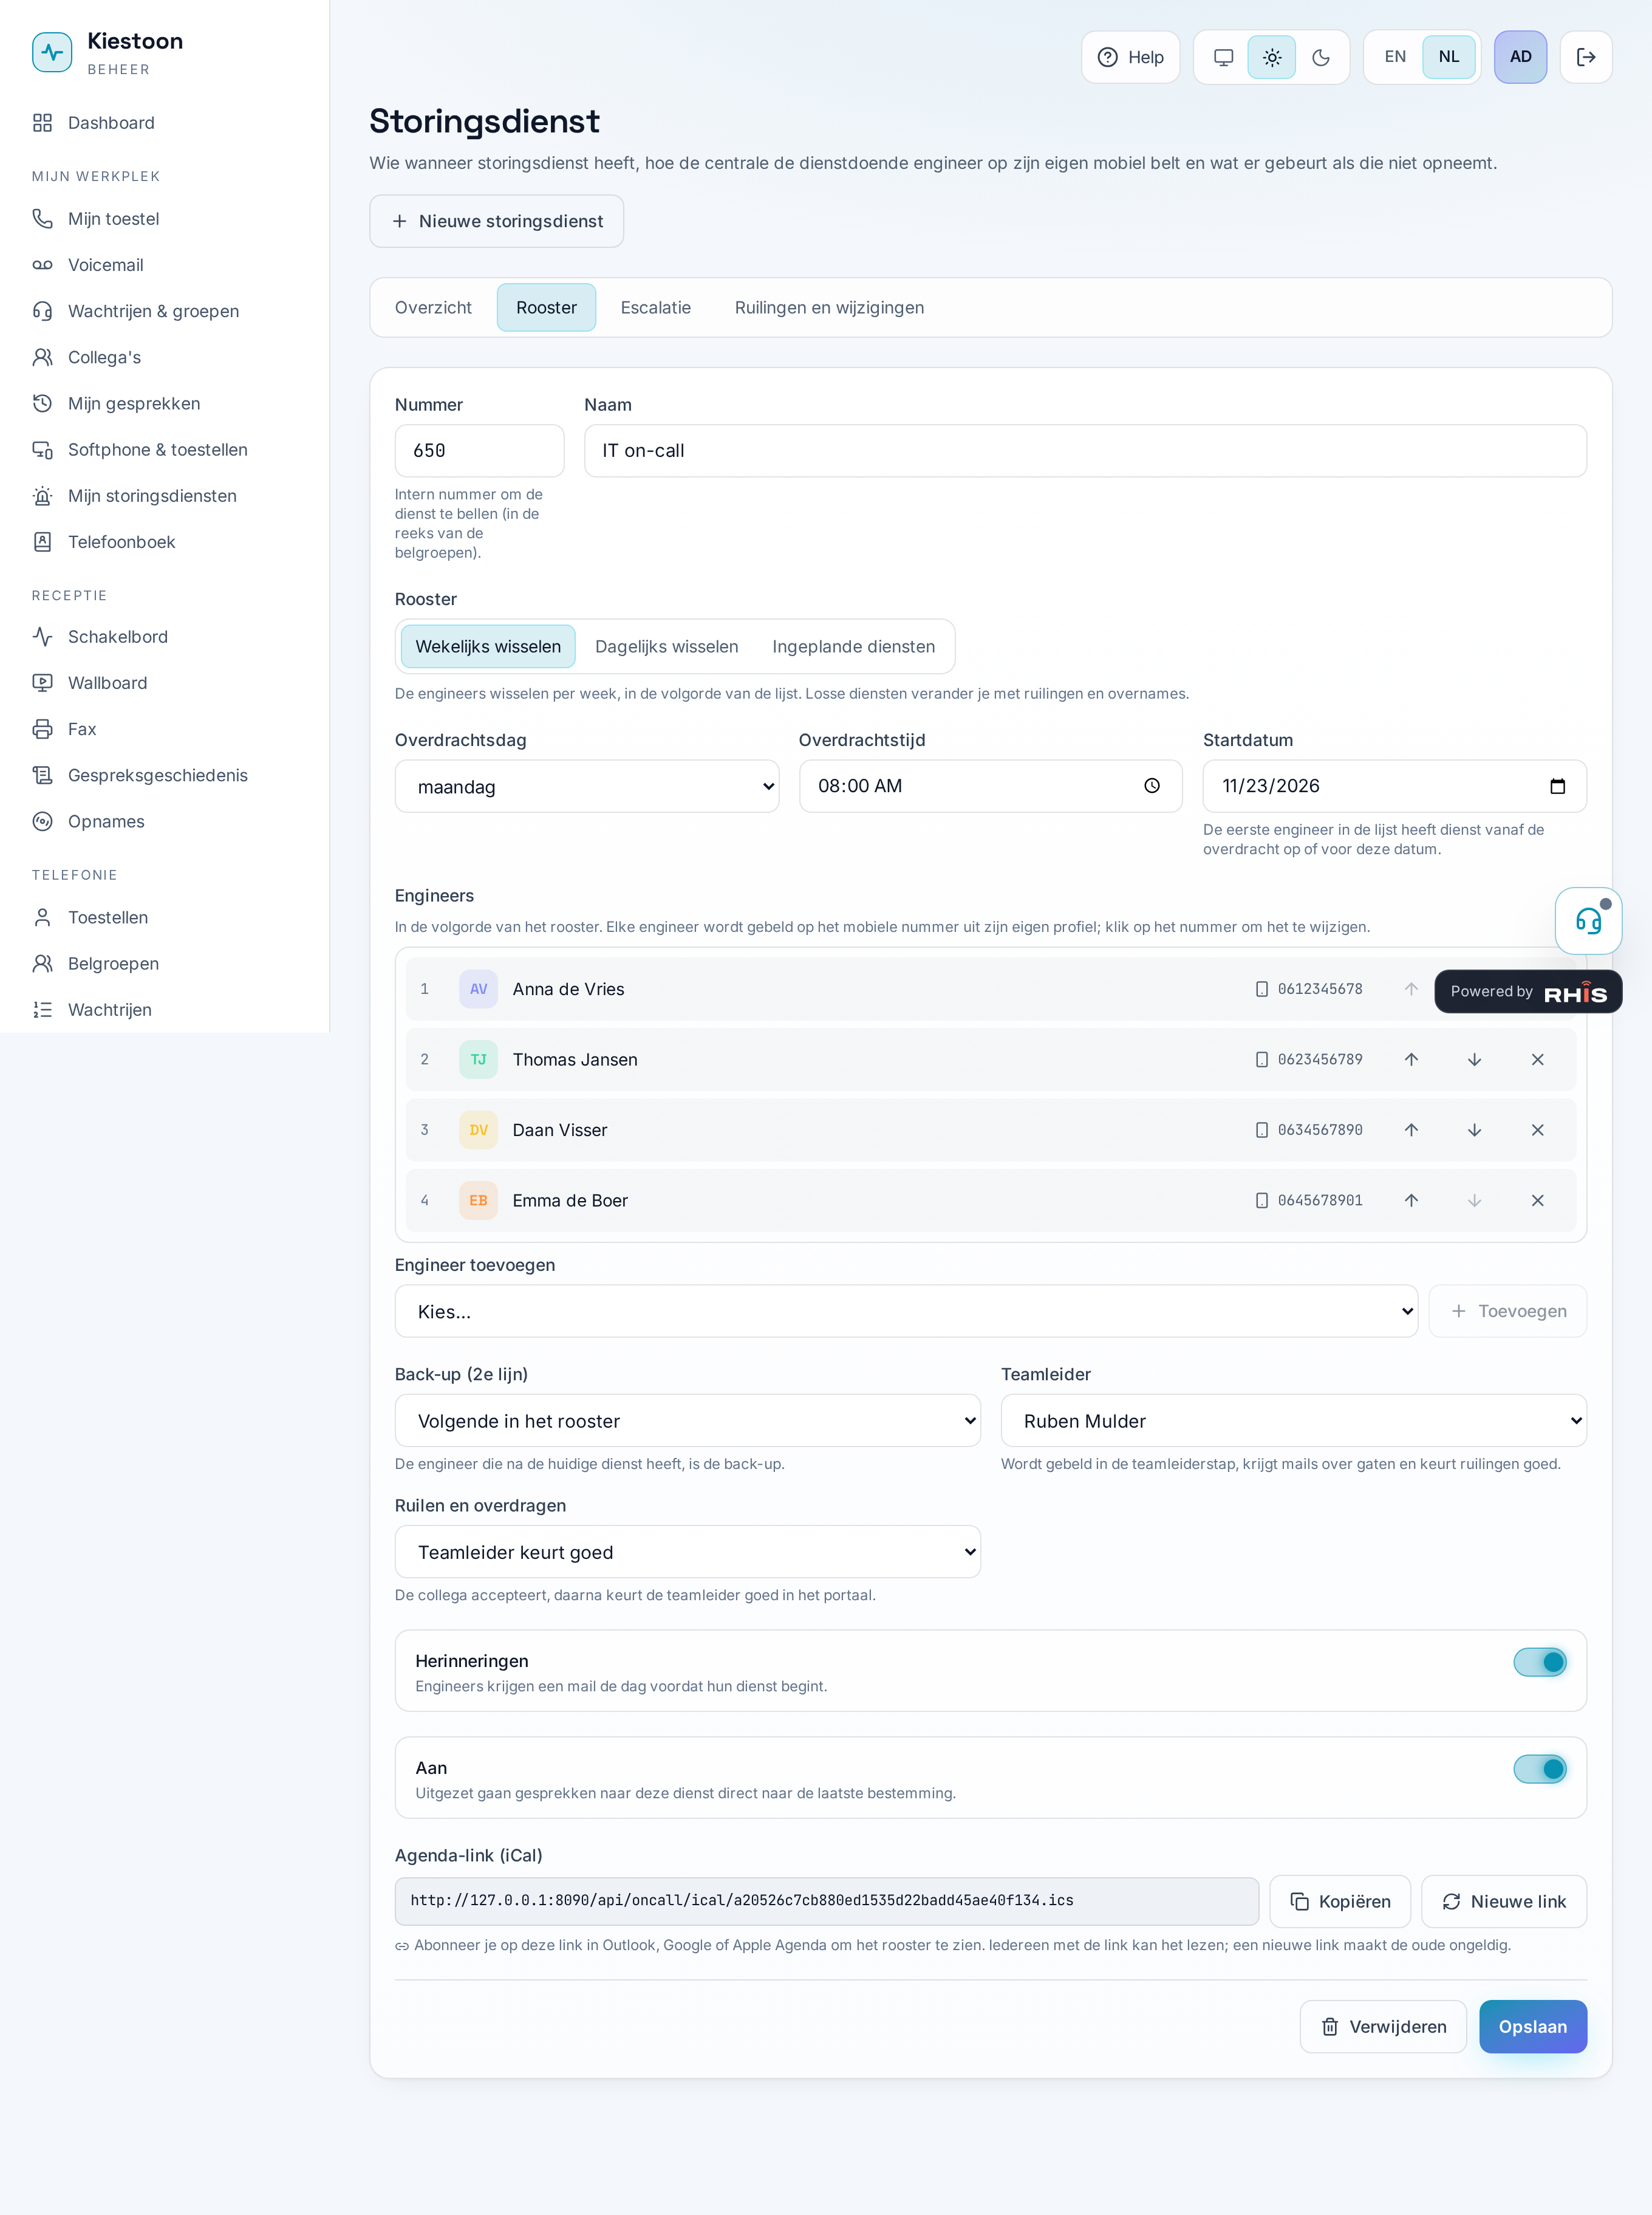 Kiestoon
BEHEER
Dashboard
MIJN WERKPLEK
Mijn toestel
Voicemail
Wachtrijen & groepen
Collega's
Mijn gesprekken
Softphone & toestellen
Mijn storingsdiensten
Telefoonboek
RECEPTIE
Schakelbord
Wallboard
Fax
Gespreksgeschiedenis
Opnames
TELEFONIE
Toestellen
Belgroepen
Wachtrijen
Help
EN
NL
AD
Storingsdienst
Wie wanneer storingsdienst heeft, hoe de centrale de dienstdoende engineer op zijn eigen mobiel belt en wat er gebeurt als die niet opneemt.
Nieuwe storingsdienst
Overzicht
Rooster
Escalatie
Ruilingen en wijzigingen
Nummer
Naam
650
IT on-call
Intern nummer om de
dienst te bellen (in de
reeks van de
belgroepen).
Rooster
Wekelijks wisselen
Dagelijks wisselen
Ingeplande diensten
De engineers wisselen per week, in de volgorde van de lijst. Losse diensten verander je met ruilingen en overnames.
Overdrachtsdag
Overdrachtstijd
Startdatum
maandag
08:00 AM
11/23/2026
De eerste engineer in de lijst heeft dienst vanaf de
overdracht op of voor deze datum.
Engineers
In de volgorde van het rooster. Elke engineer wordt gebeld op het mobiele nummer uit zijn eigen profiel; klik op het nummer om het te wijzigen.
1 AV Anna de Vries 0612345678
Powered by RHIS
2 TJ Thomas Jansen 0623456789
3 DV Daan Visser 0634567890
4 EB Emma de Boer 0645678901
Engineer toevoegen
Kies...
Toevoegen
Back-up (2e lijn)
Teamleider
Volgende in het rooster
Ruben Mulder
De engineer die na de huidige dienst heeft, is de back-up.
Wordt gebeld in de teamleiderstap, krijgt mails over gaten en keurt ruilingen goed.
Ruilen en overdragen
Teamleider keurt goed
De collega accepteert, daarna keurt de teamleider goed in het portaal.
Herinneringen
Engineers krijgen een mail de dag voordat hun dienst begint.
Aan
Uitgezet gaan gesprekken naar deze dienst direct naar de laatste bestemming.
Agenda-link (iCal)
http://127.0.0.1:8090/api/oncall/ical/a20526c7cb880ed1535d22badd45ae40f134.ics
Kopiëren
Nieuwe link
Abonneer je op deze link in Outlook, Google of Apple Agenda om het rooster te zien. Iedereen met de link kan het lezen; een nieuwe link maakt de oude ongeldig.
Verwijderen
Opslaan